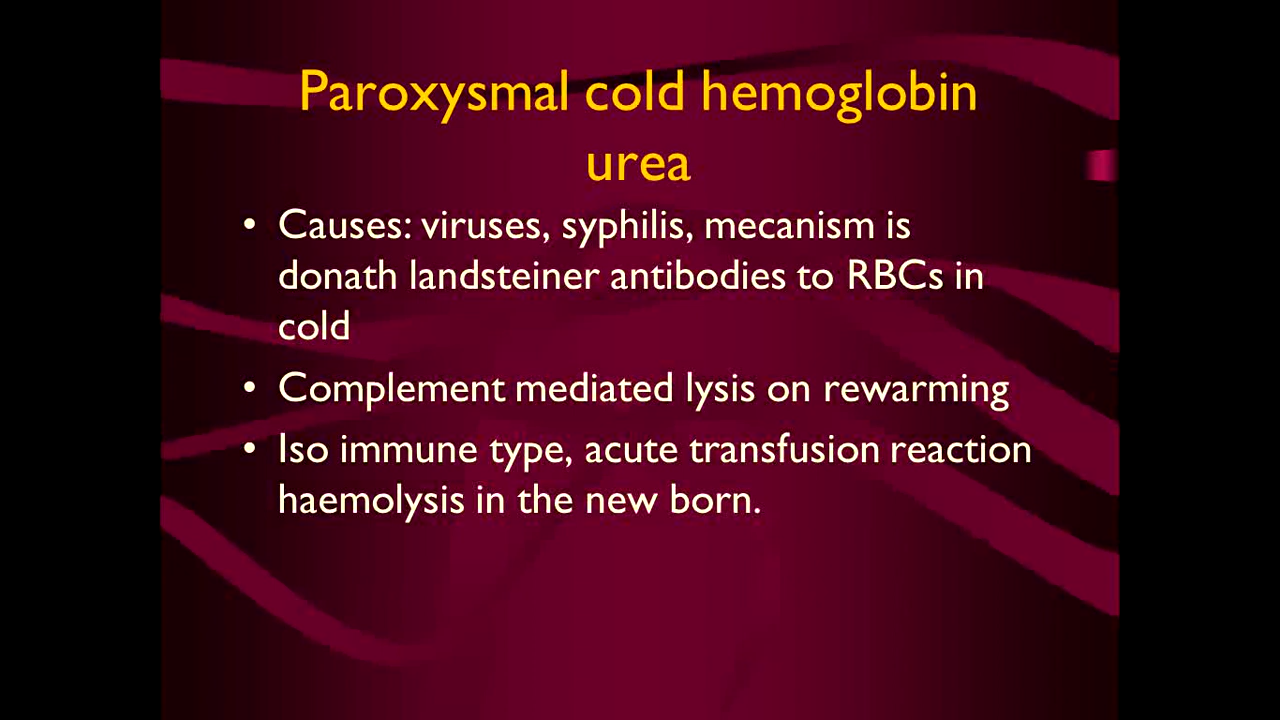 Paroxysmal cold hemoglobin
urea
• Causes: viruses, syphilis, mecanism is
donath landsteiner antibodies to RBCs in
cold
• Complement mediated lysis on rewarming
• Iso immune type, acute transfusion reaction
haemolysis in the new born.